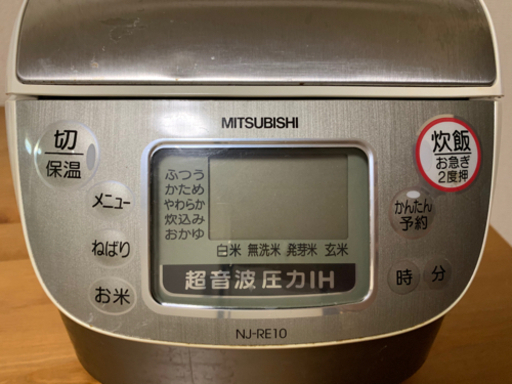 MITSUBISHI
切
保温
メニュー
ねばり
お米
ふつう
かため
やわらか
炊込み
おかゆ
白米 無洗米 発芽米 玄米
超音波圧力IH
炊飯
お急ぎ
2度押
かんたん
予約
時 分
NJ-RE10